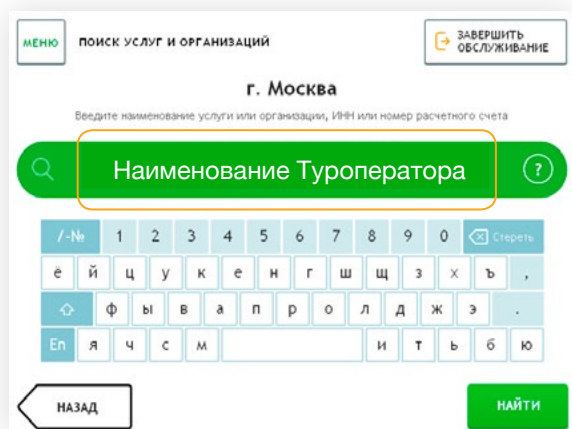 МЕНЮ
ПОИСК УСЛУГ И ОРГАНИЗАЦИЙ
ЗАВЕРШИТЬ
ОБСЛУЖИВАНИЕ
г. Москва
Введите наименование услуги или организации, ИНН или номер расчетного счета
Наименование Туроператора ?
/-№ 1 2 3 4 5 6 7 8 9 0 Стереть
ё й ц у к е н г ш щ з х ъ ,
ф ы в а п р о л д ж э .
En я ч с м и т ь б ю
НАЗАД
НАЙТИ